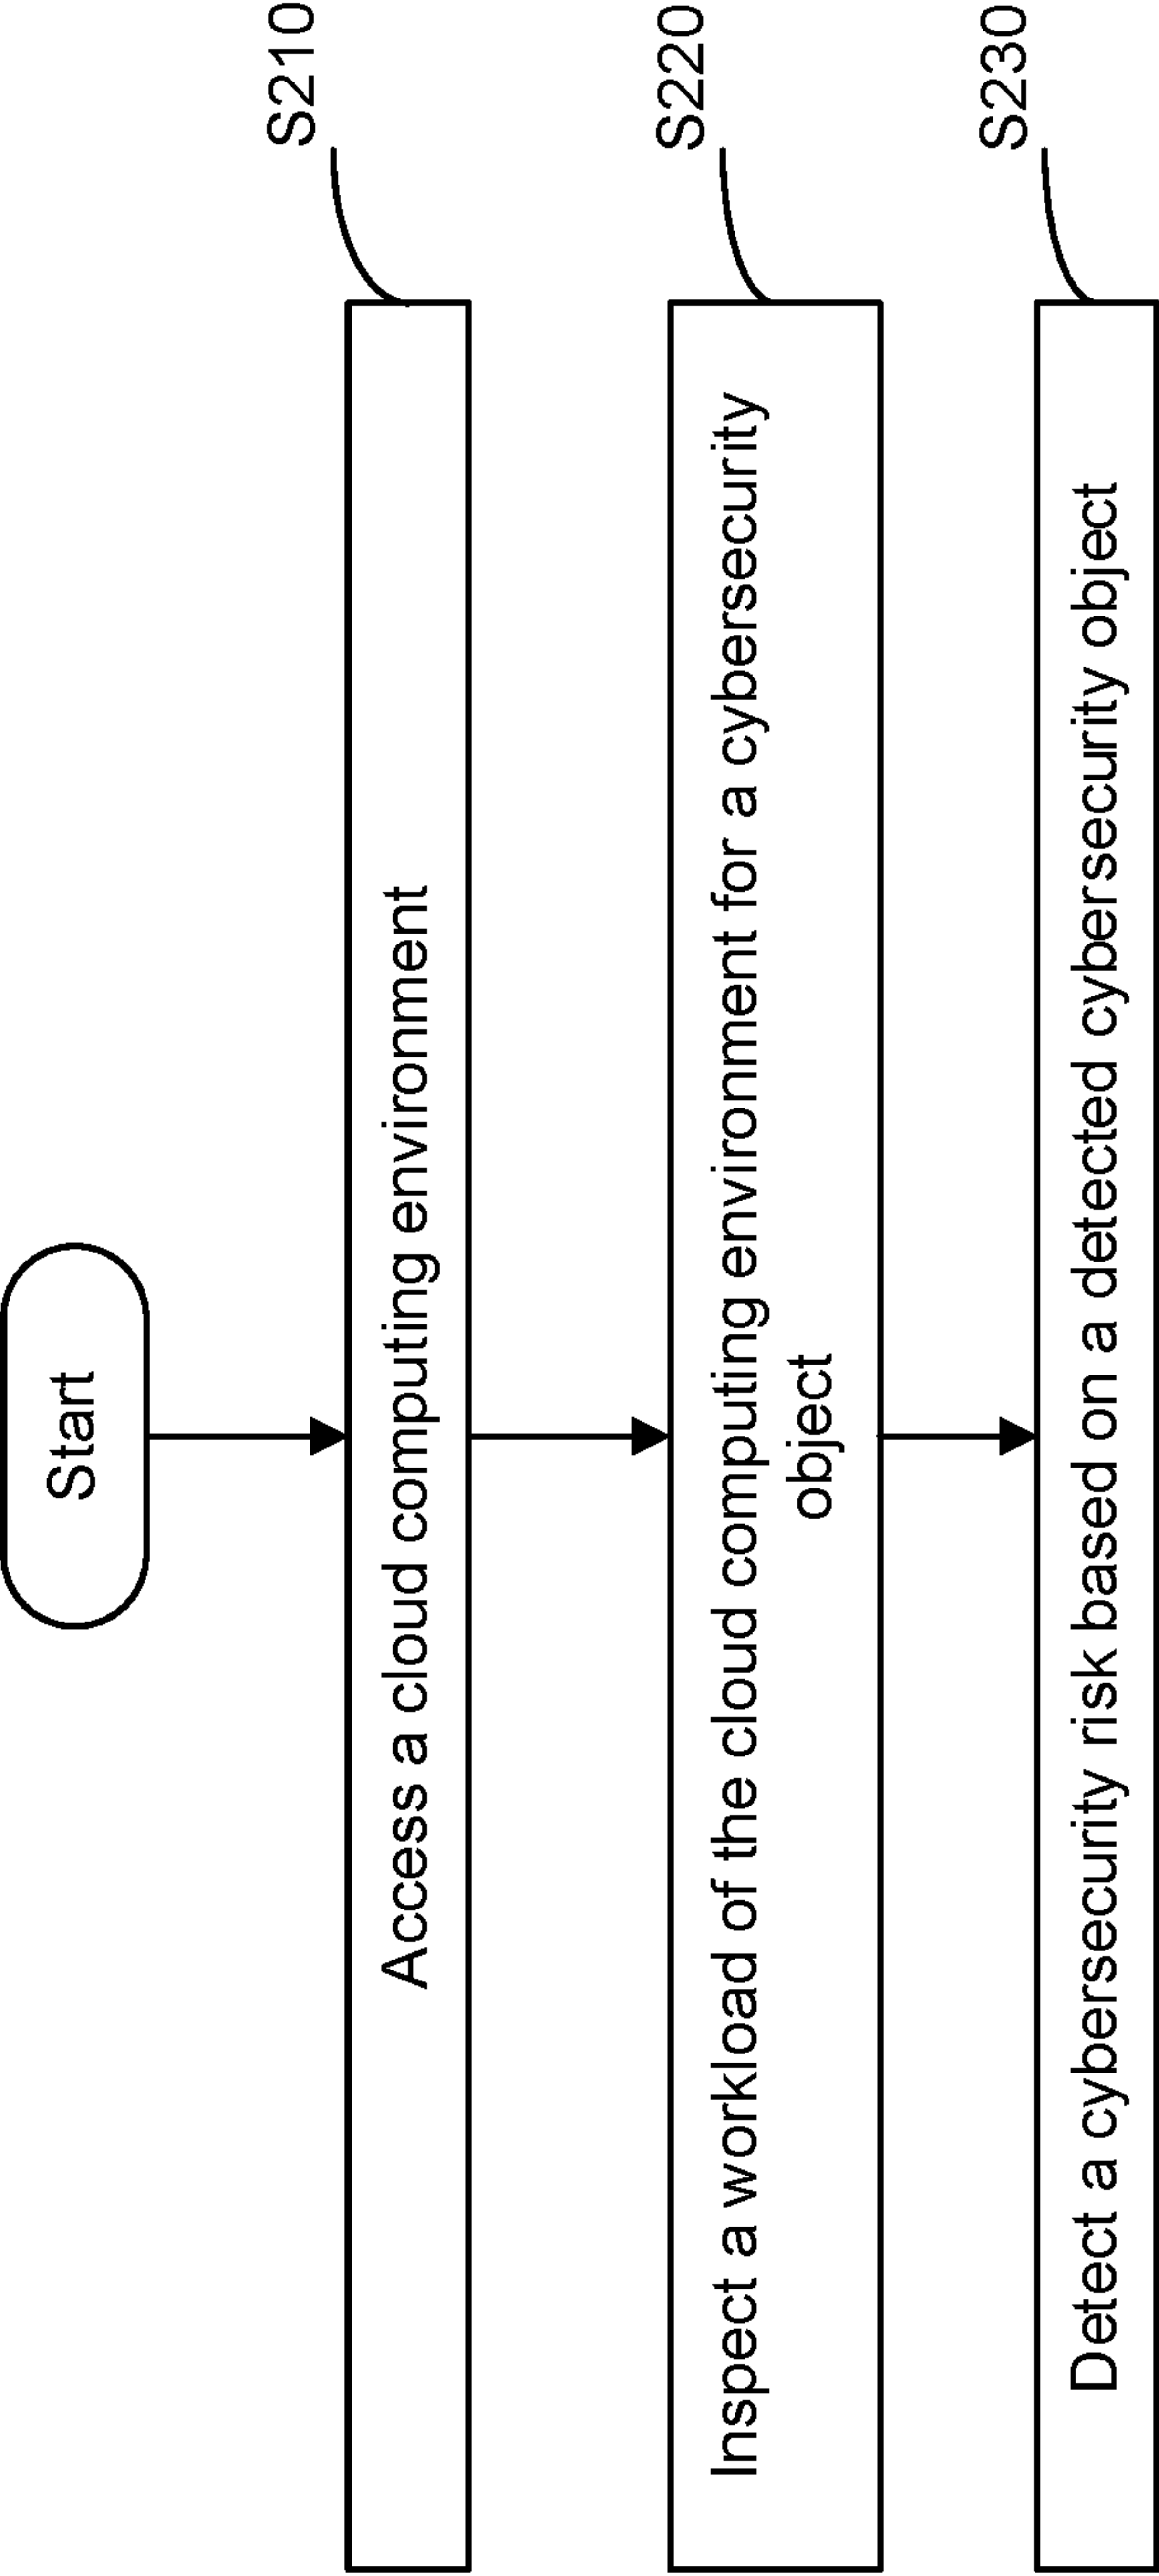 Start
S210
Access a cloud computing environment
S220
Inspect a workload of the cloud computing environment for a cybersecurity
object
S230
Detect a cybersecurity risk based on a detected cybersecurity object